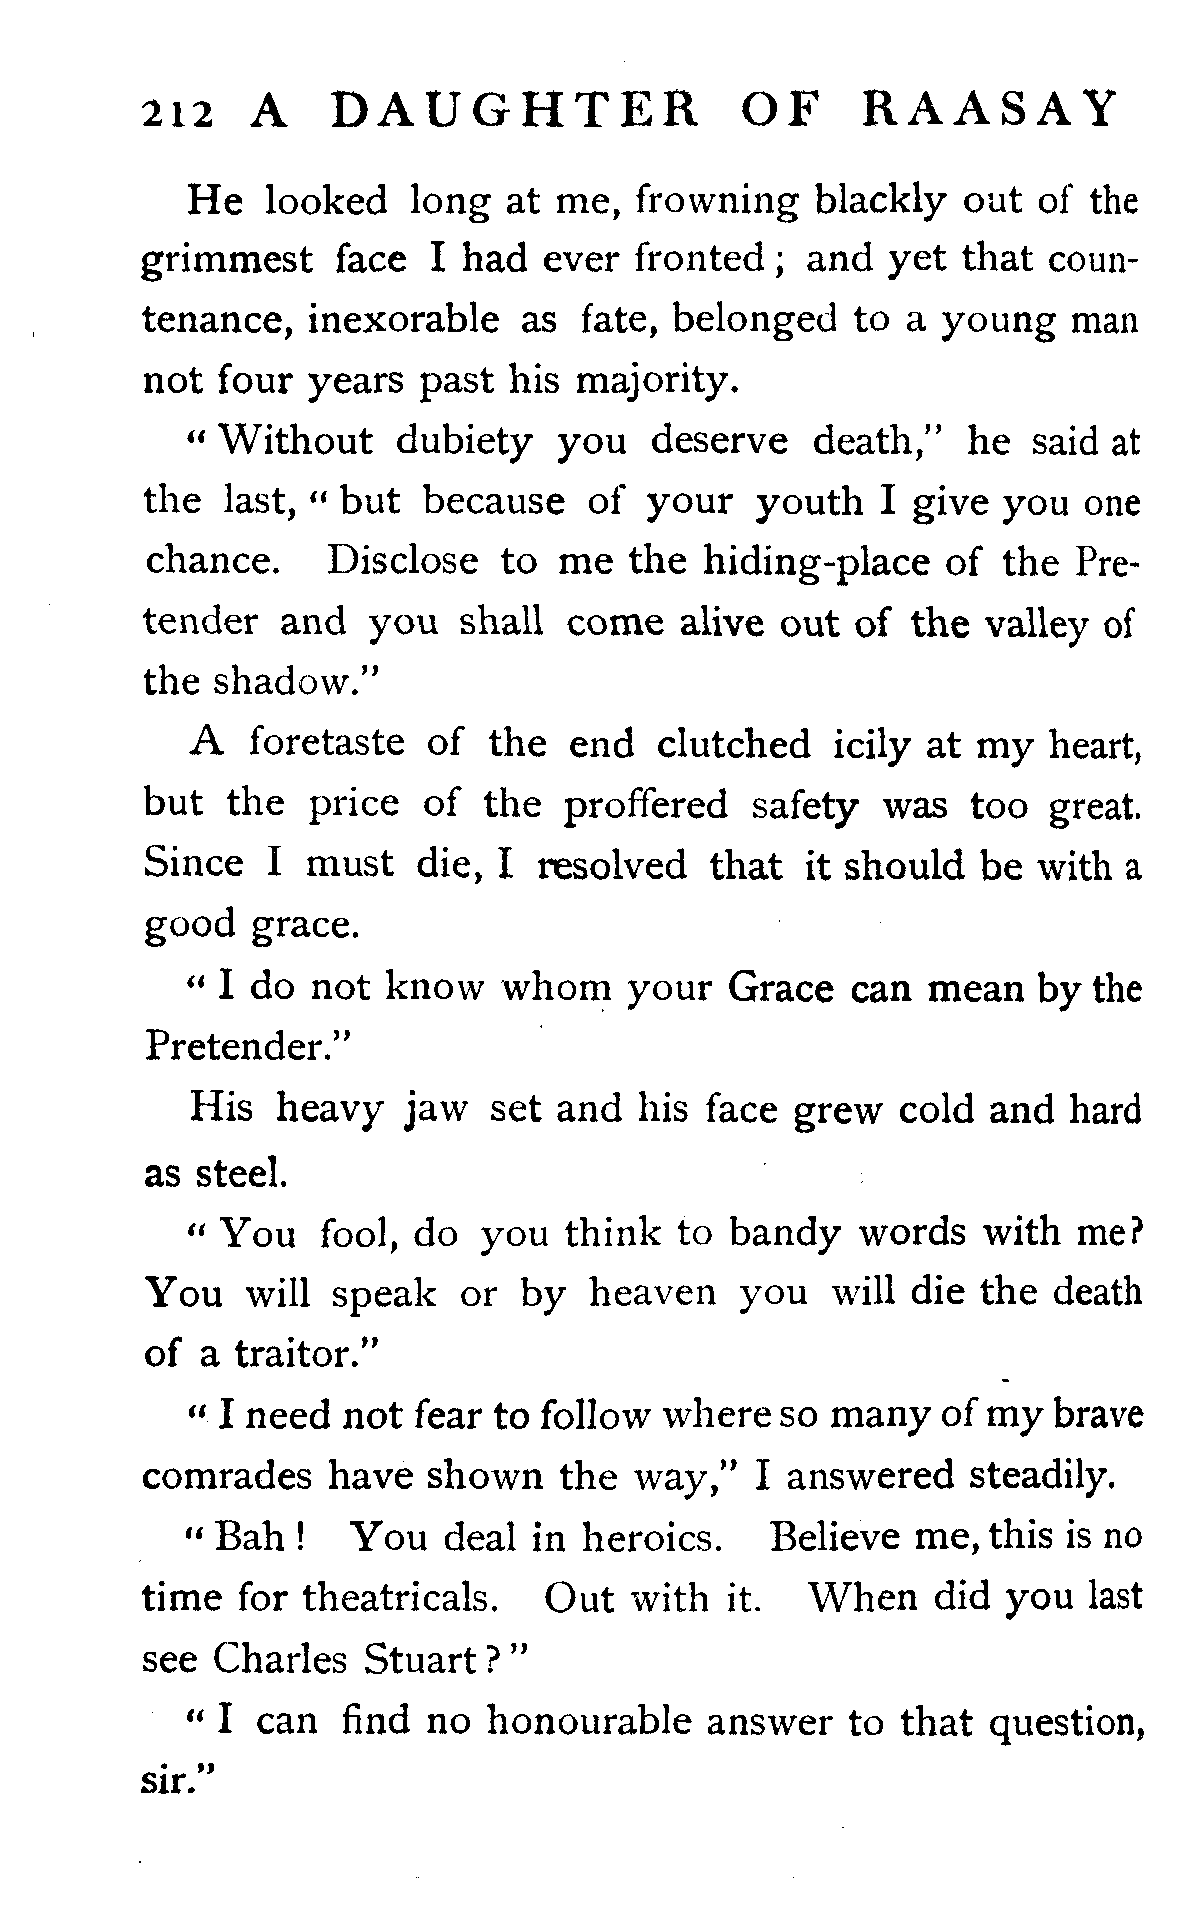 212 A DAUGHTER OF RAASAY
He looked long at me, frowning blackly out of the
grimmest face I had ever fronted ; and yet that coun-
tenance, inexorable as fate, belonged to a young man
not four years past his majority.
“ Without dubiety you deserve death,” he said at
the last, “ but because of your youth I give you one
chance. Disclose to me the hiding-place of the Pre-
tender and you shall come alive out of the valley of
the shadow.”
A foretaste of the end clutched icily at my heart,
but the price of the proffered safety was too great.
Since I must die, I resolved that it should be with a
good grace.
“ I do not know whom your Grace can mean by the
Pretender.”
His heavy jaw set and his face grew cold and hard
as steel.
“ You fool, do you think to bandy words with me?
You will speak or by heaven you will die the death
of a traitor.”
“ I need not fear to follow where so many of my brave
comrades have shown the way,” I answered steadily.
“ Bah ! You deal in heroics. Believe me, this is no
time for theatricals. Out with it. When did you last
see Charles Stuart ? ”
“ I can find no honourable answer to that question,
sir.”